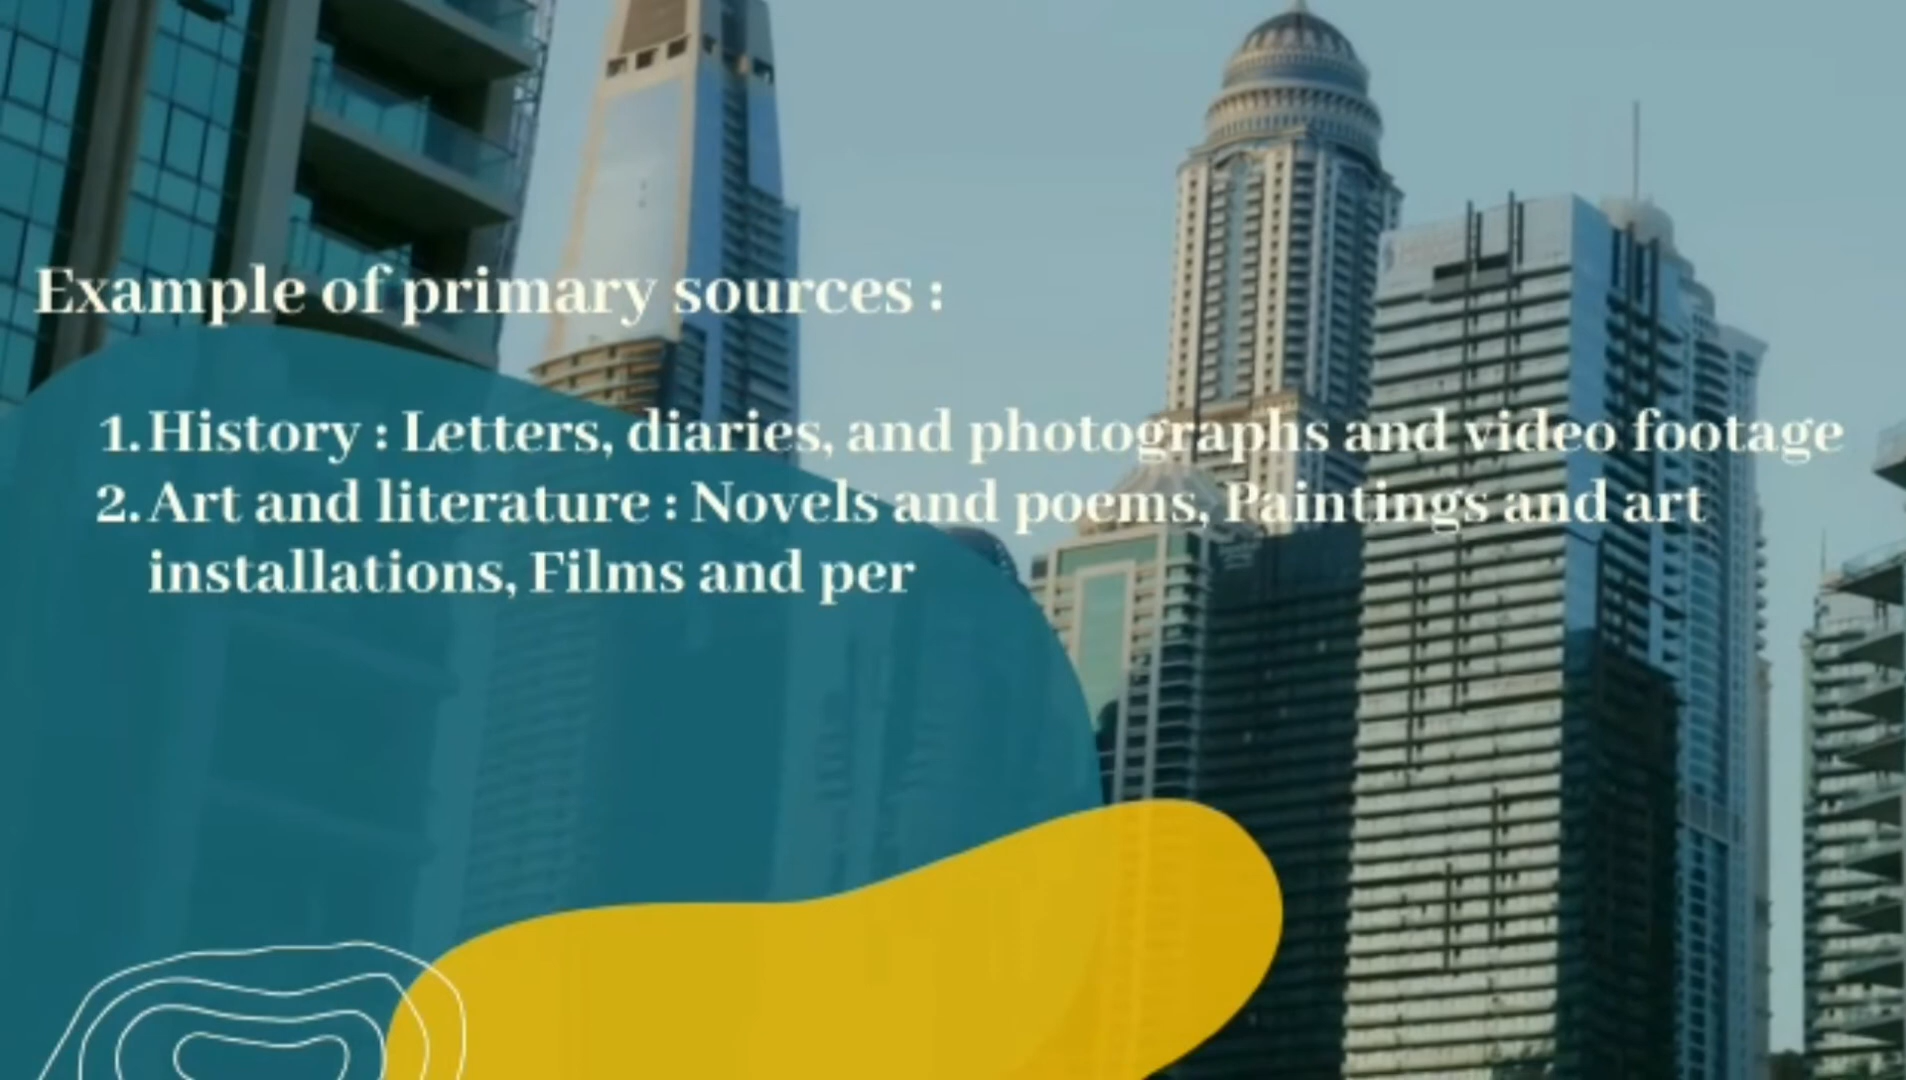 Example of primary sources :
1. History : Letters, diaries, and photographs and video footage
2. Art and literature : Novels and poems, Paintings and art
installations, Films and per